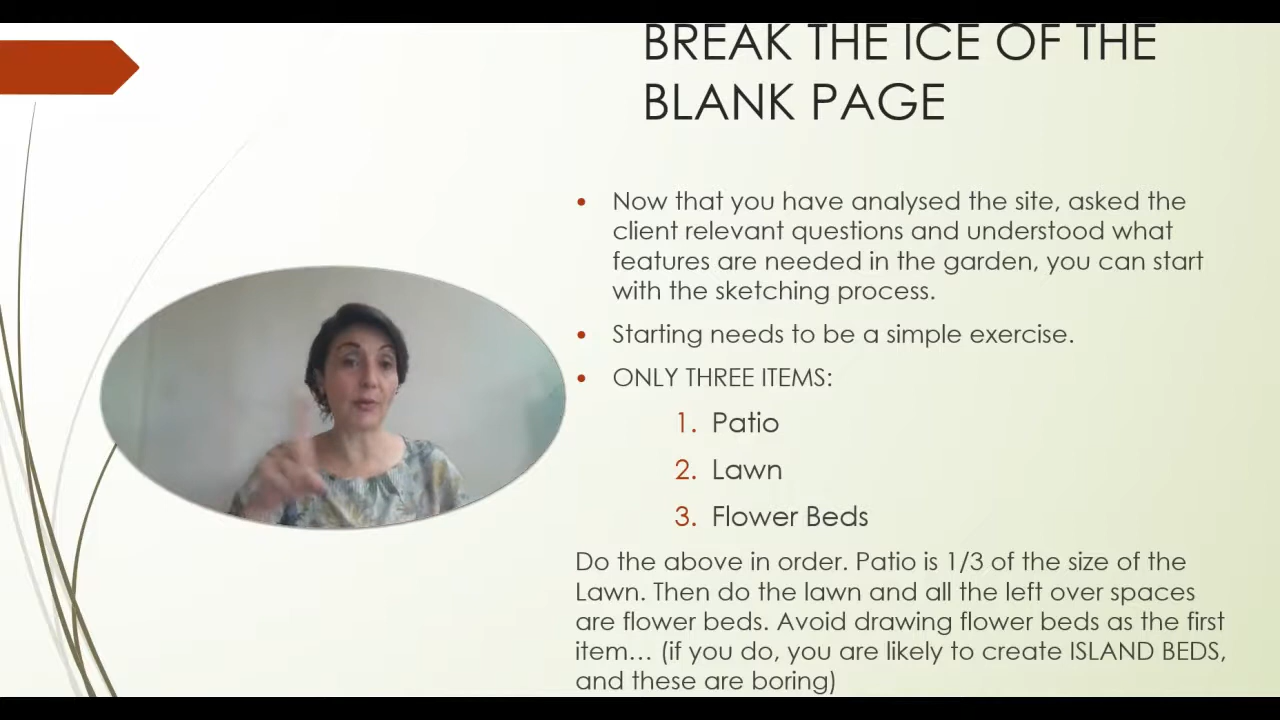 BREAK THE ICE OF THE
BLANK PAGE
• Now that you have analysed the site, asked the
client relevant questions and understood what
features are needed in the garden, you can start
with the sketching process.
• Starting needs to be a simple exercise.
• ONLY THREE ITEMS:
1. Patio
2. Lawn
3. Flower Beds
Do the above in order. Patio is 1/3 of the size of the
Lawn. Then do the lawn and all the left over spaces
are flower beds. Avoid drawing flower beds as the first
item... (if you do, you are likely to create ISLAND BEDS,
and these are boring)